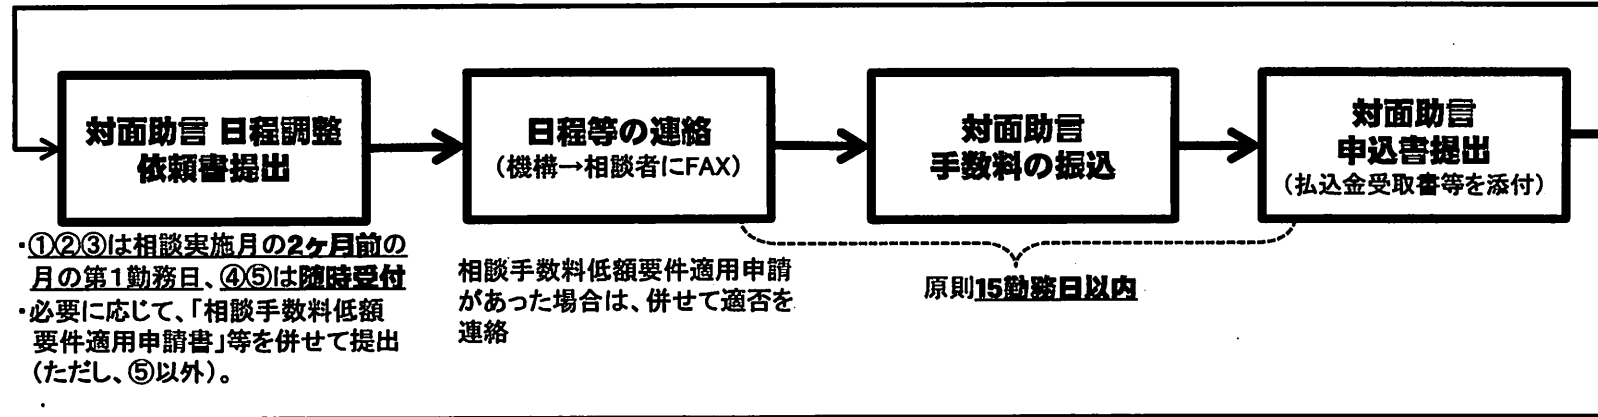 対面助言 日程調整
依頼書提出
・①②③は相談実施月の2ヶ月前の
月の第1勤務日、④⑤は随時受付
・必要に応じて、「相談手数料低額
要件適用申請書」等を併せて提出
(ただし、⑤以外)。
日程等の連絡
(機構→相談者にFAX)
相談手数料低額要件適用申請
があった場合は、併せて適否を
連絡
対面助言
手数料の振込
原則15勤務日以内
対面助言
申込書提出
(払込金受取書等を添付)